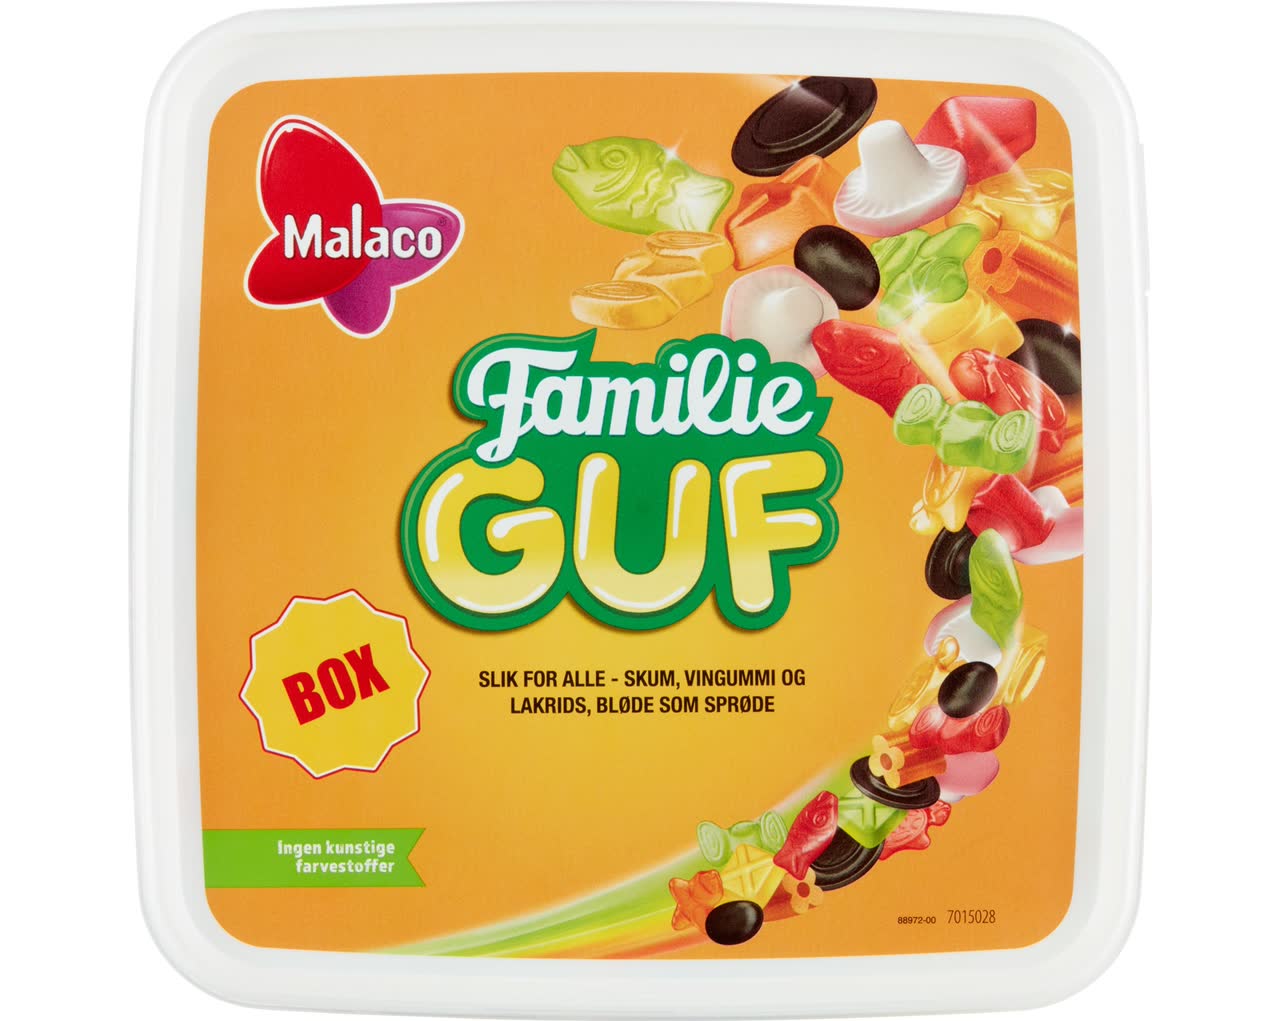 Malaco
Familie
GUF
BOX
SLIK FOR ALLE - SKUM, VINGUMMI OG
LAKRIDS, BLØDE SOM SPRØDE
Ingen kunstige
farvestoffer
88972-00 7015028